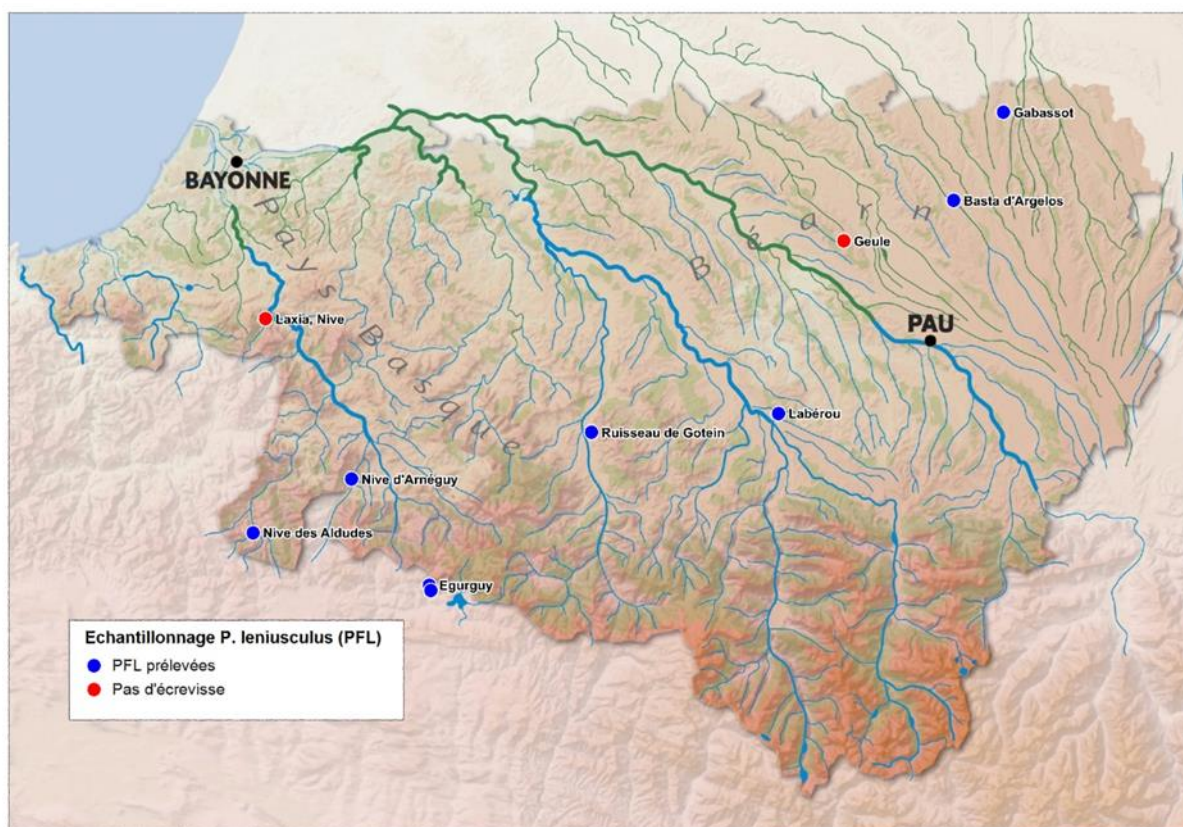 Gabassot
BAYONNE
Basta d'Argelos
Geule
Pays Basque
Béarn
Laxia, Nive
PAU
Labérou
Ruisseau de Gotein
Nive d'Arnéguy
Nive des Aldudes
Egurguy
Echantillonnage P. leniusculus (PFL)
PFL prélevées
Pas d'écrevisse